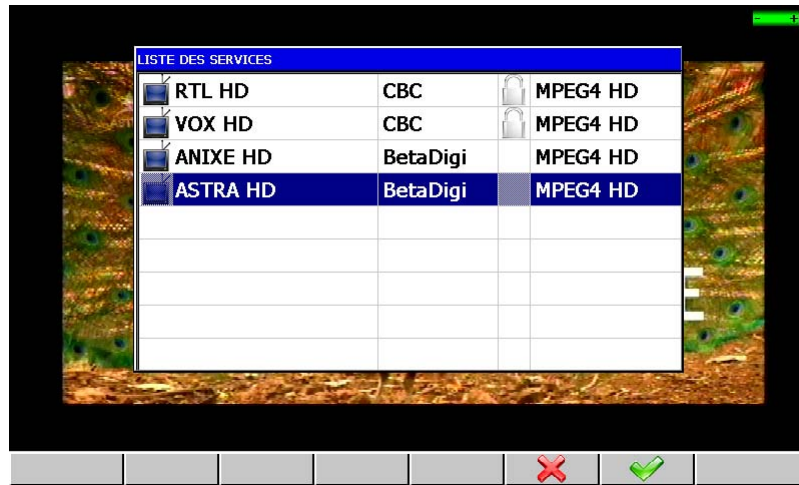 - +
LISTE DES SERVICES
RTL HD CBC MPEG4 HD
VOX HD CBC MPEG4 HD
ANIXE HD BetaDigi MPEG4 HD
ASTRA HD BetaDigi MPEG4 HD
E